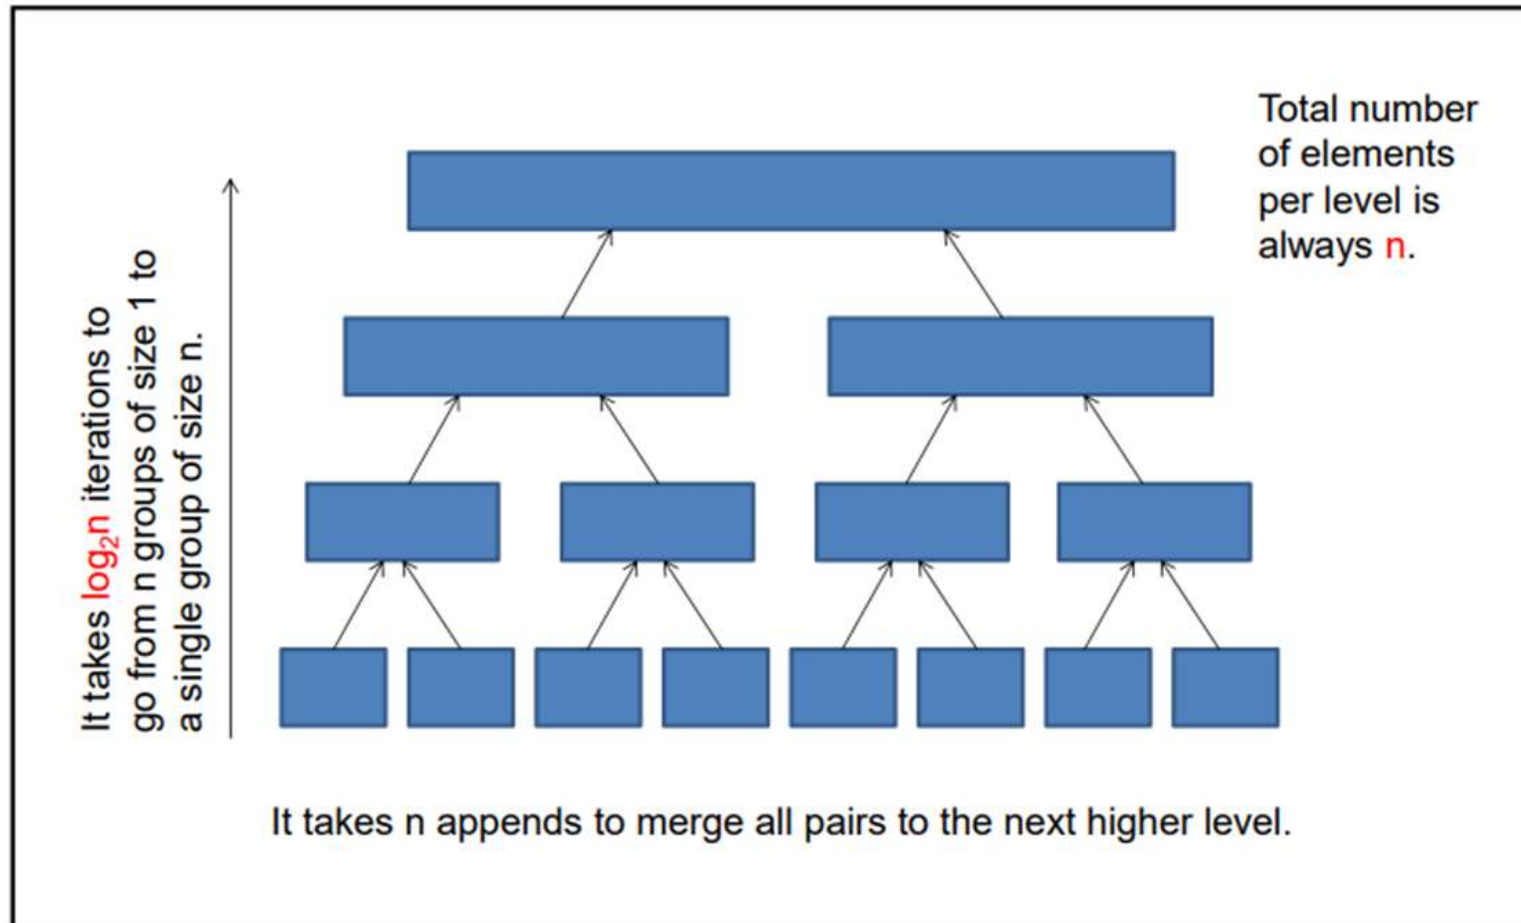 Total number
of elements
per level is
always n.
It takes log₂n iterations to
go from n groups of size 1 to
a single group of size n.
It takes n appends to merge all pairs to the next higher level.